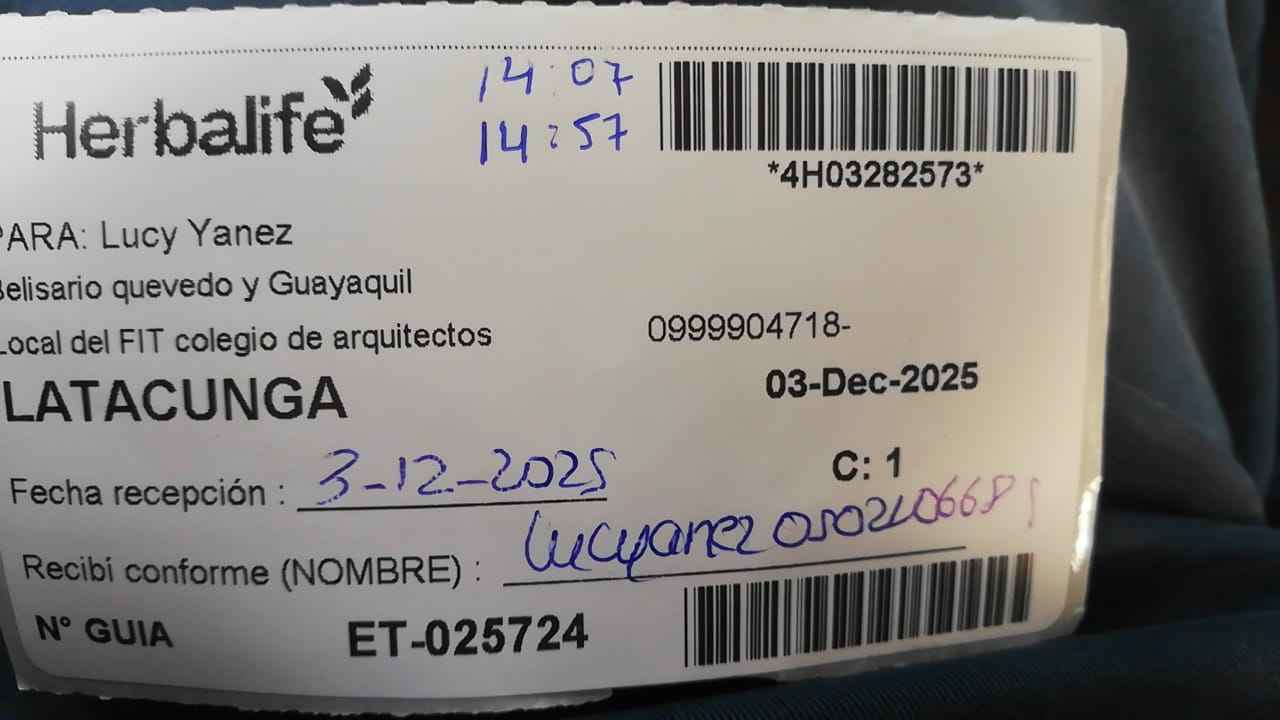 Herbalife
14:07
14:57
*4H03282573*
PARA: Lucy Yanez
Belisario quevedo y Guayaquil
Local del FIT colegio de arquitectos
0999904718-
LATACUNGA
03-Dec-2025
C: 1
Fecha recepción : 3-12-2025
Recibí conforme (NOMBRE) : Lucyanez
N° GUIA ET-025724